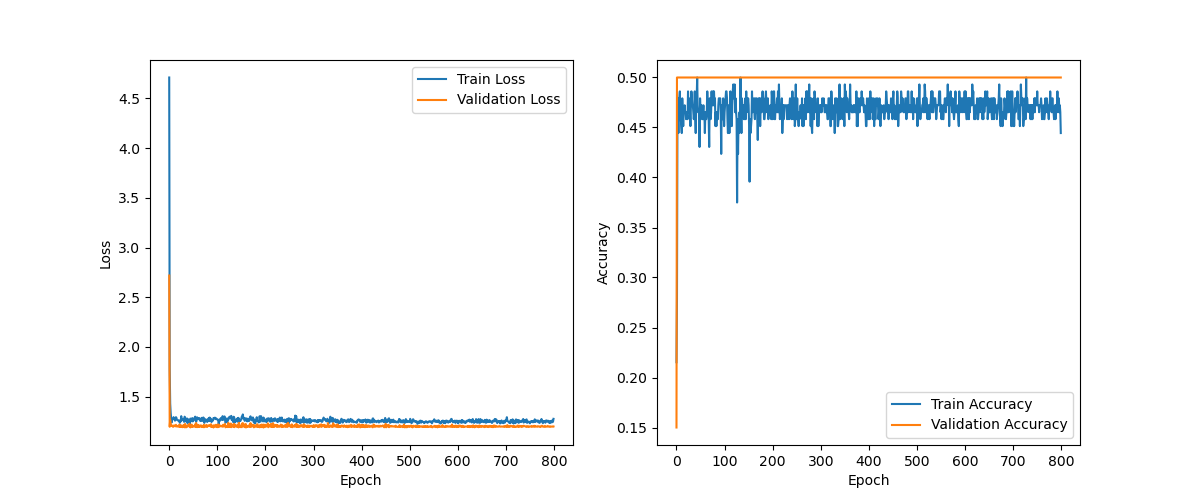 Train Loss
Validation Loss
4.5
4.0
3.5
3.0
2.5
2.0
1.5
Loss
0 100 200 300 400 500 600 700 800
Epoch
0.50
0.45
0.40
0.35
0.30
0.25
0.20
0.15
Accuracy
Train Accuracy
Validation Accuracy
0 100 200 300 400 500 600 700 800
Epoch